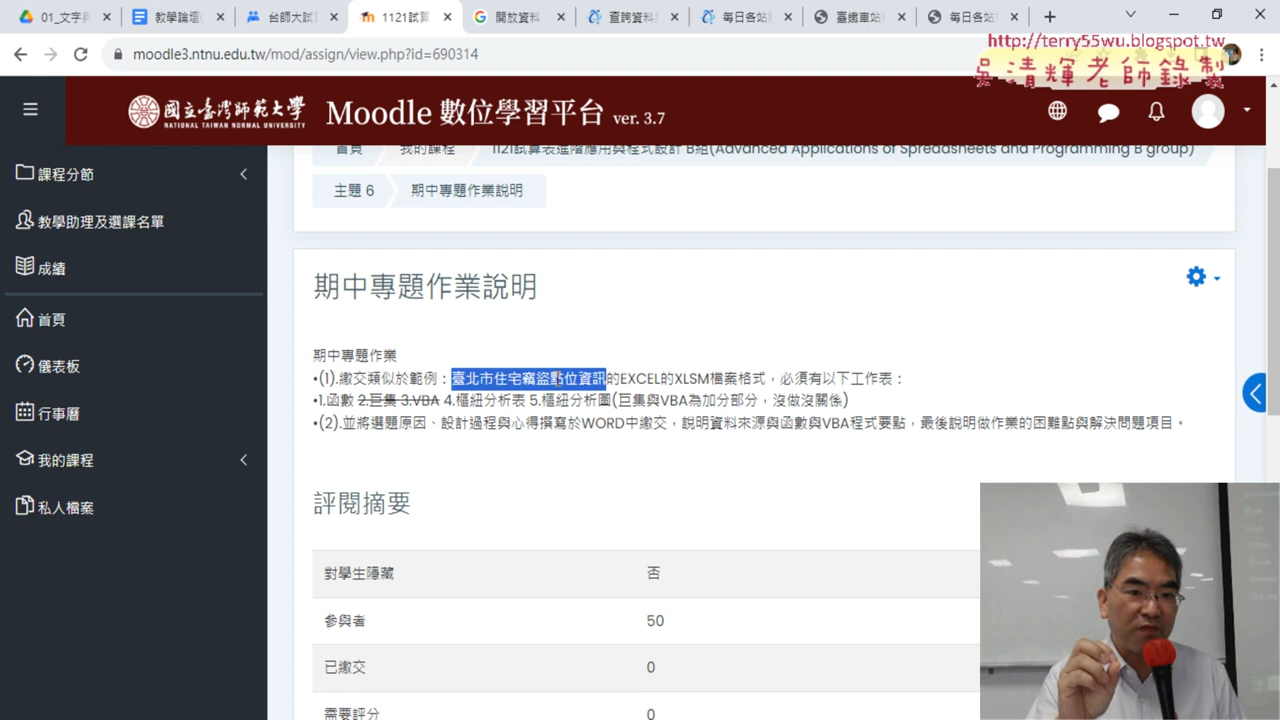 01_文字與
教學論壇(
台師大試
1121試算
開放資料
查詢資料
每日各站
臺鐵車站
每日各站
moodle3.ntnu.edu.tw/mod/assign/view.php?id=690314
http://terry55wu.blogspot.tw
吳清輝老師錄製
國立臺灣師範大學
NATIONAL TAIWAN NORMAL UNIVERSITY
Moodle 數位學習平台 ver. 3.7
課程分節
教學助理及選課名單
成績
首頁
儀表板
行事曆
我的課程
私人檔案
首頁
我的課程
1121試算表進階應用與程式設計 B組(Advanced Applications of Spreadsheets and Programming B group)
主題 6
期中專題作業說明
期中專題作業說明
期中專題作業
•(1).繳交類似於範例：臺北市住宅竊盜點位資訊的EXCEL的XLSM檔案格式，必須有以下工作表：
•1.函數 2.巨集 3.VBA 4.樞紐分析表 5.樞紐分析圖(巨集與VBA為加分部分，沒做沒關係)
•(2).並將選題原因、設計過程與心得撰寫於WORD中繳交，說明資料來源與函數與VBA程式要點，最後說明做作業的困難點與解決問題項目。
評閱摘要
對學生隱藏
否
參與者
50
已繳交
0
需要評分
0